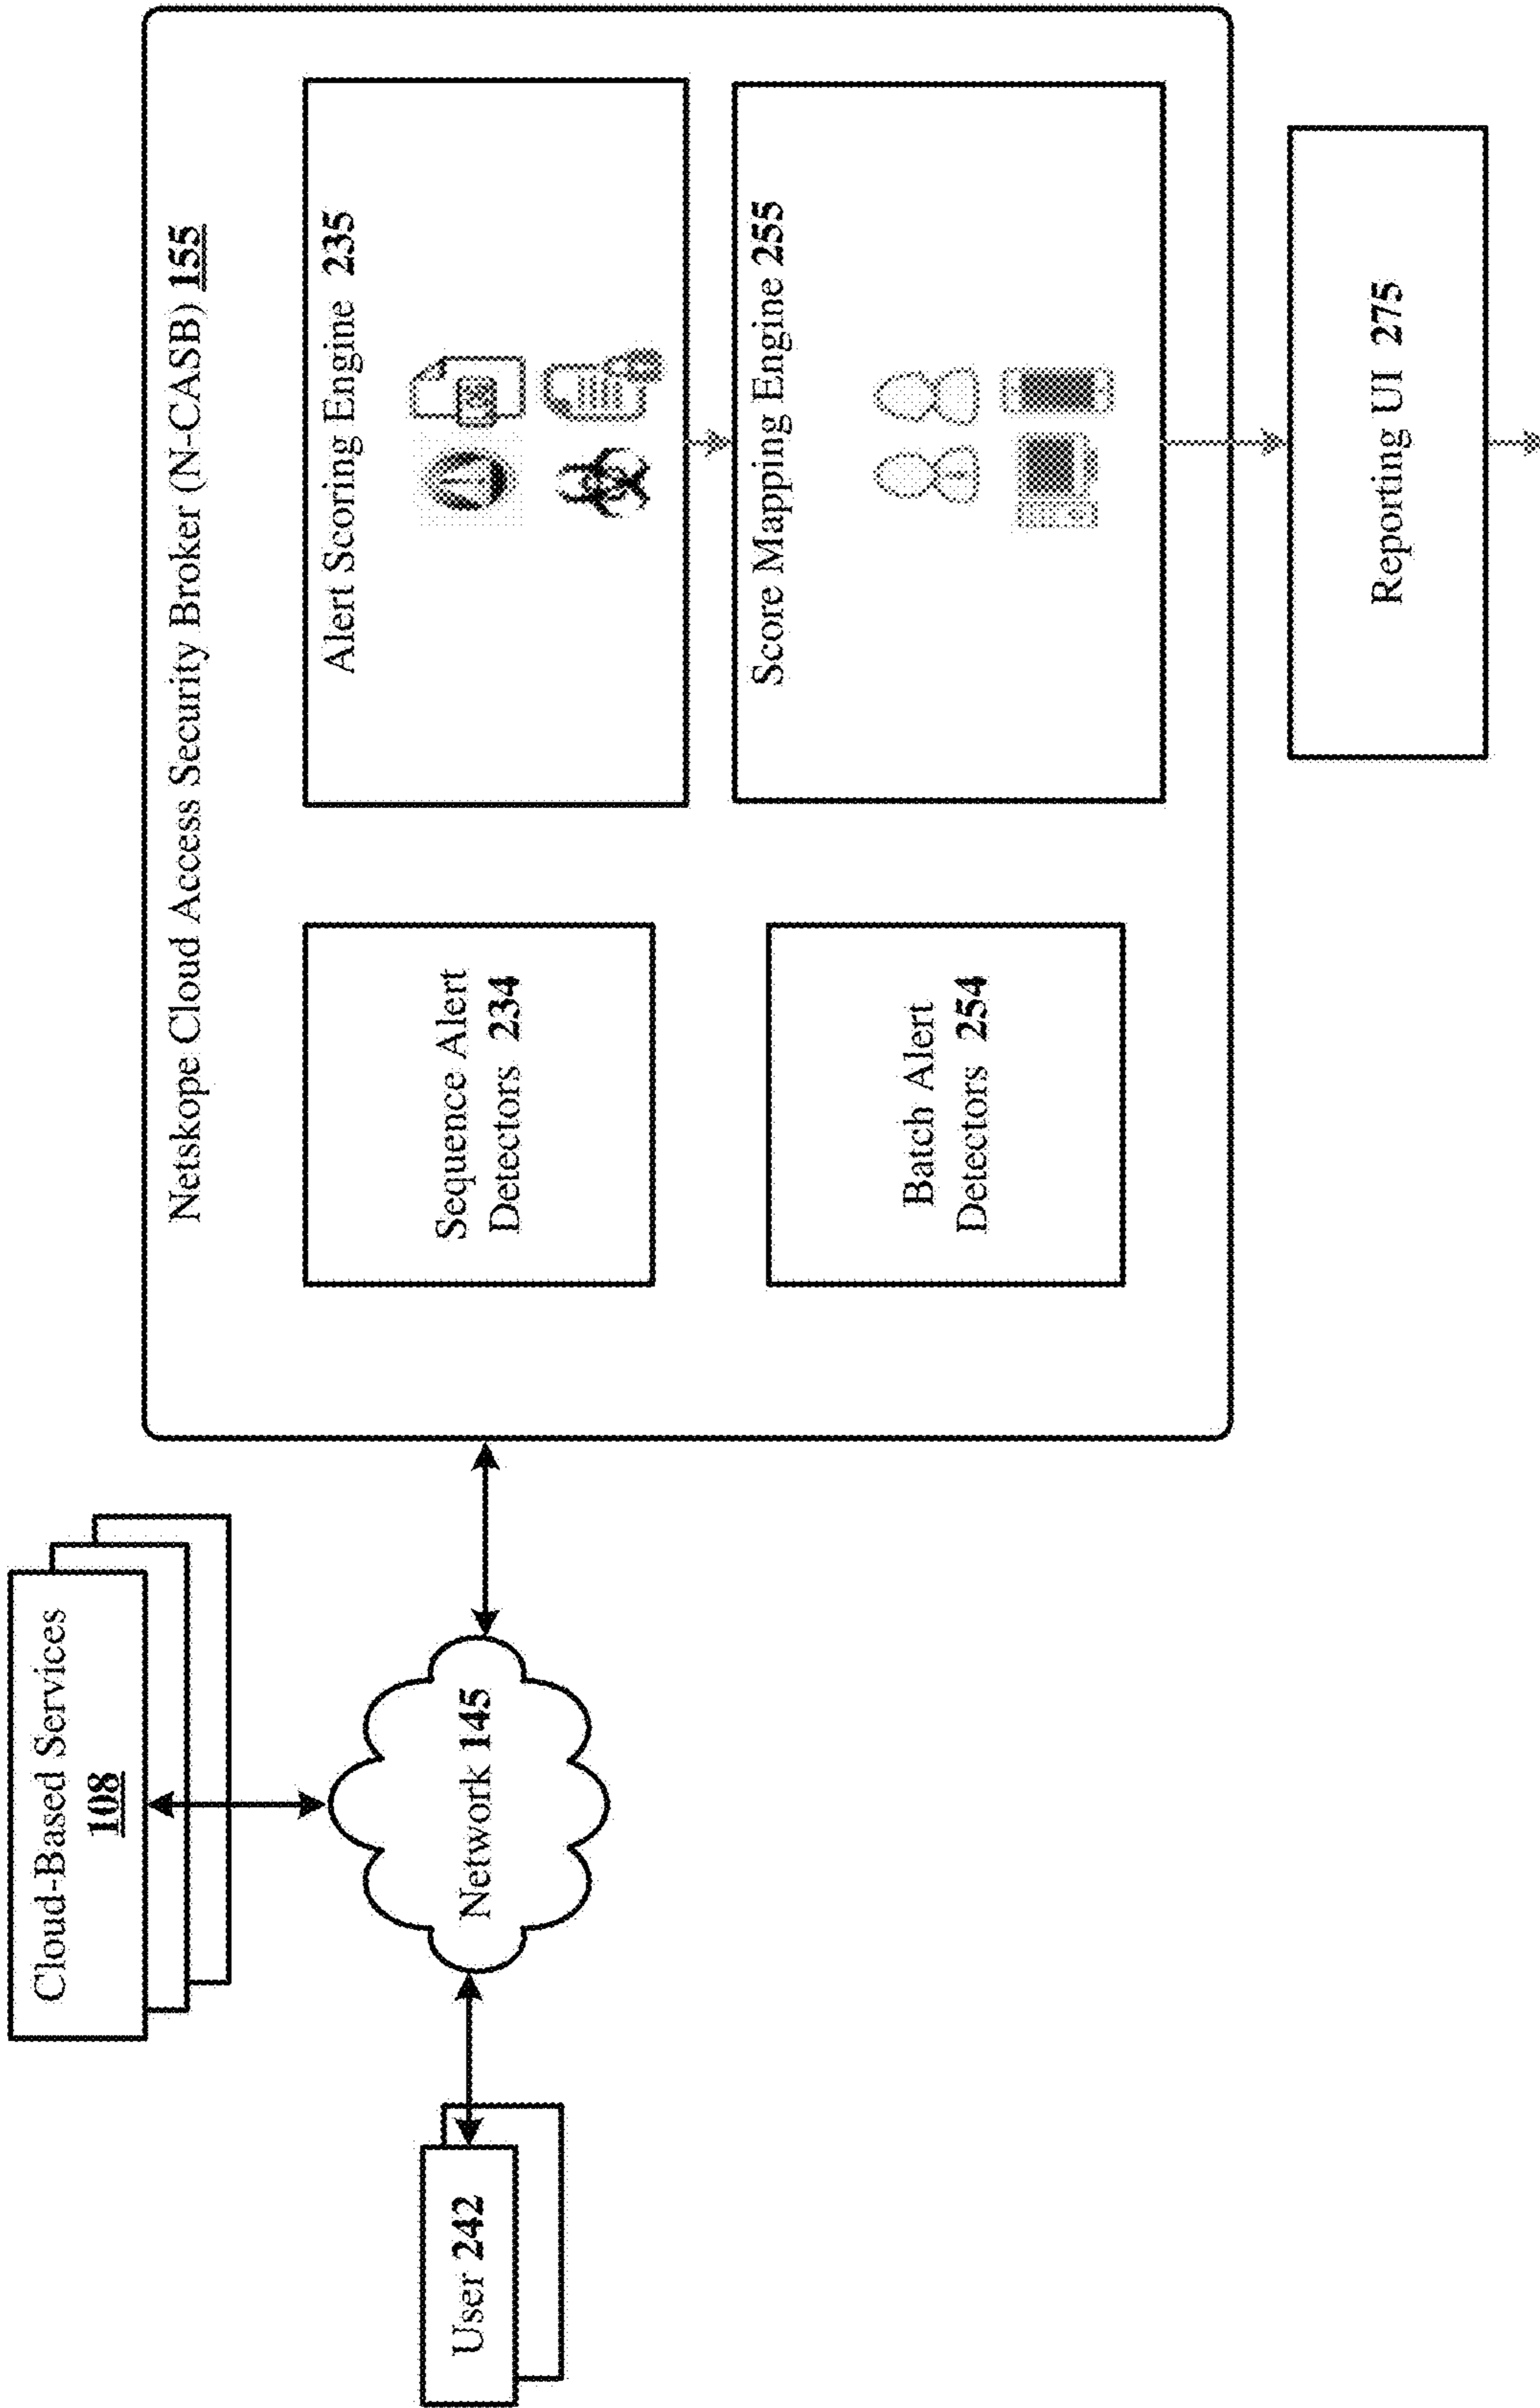 Cloud-Based Services
108
User 242
Network 145
Netskope Cloud Access Security Broker (N-CASB) 155
Sequence Alert
Detectors 234
Alert Scoring Engine 235
Batch Alert
Detectors 254
Score Mapping Engine 255
Reporting UI 275